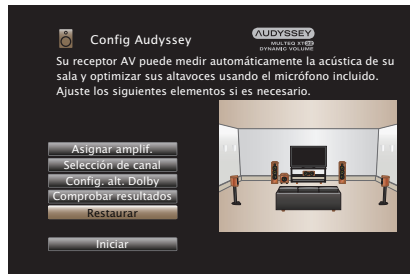 Config Audyssey
AUDYSSEY
MULTEQ XT32
DYNAMIC VOLUME
Su receptor AV puede medir automáticamente la acústica de su
sala y optimizar sus altavoces usando el micrófono incluido.
Ajuste los siguientes elementos si es necesario.
Asignar amplif.
Selección de canal
Config. alt. Dolby
Comprobar resultados
Restaurar
Iniciar